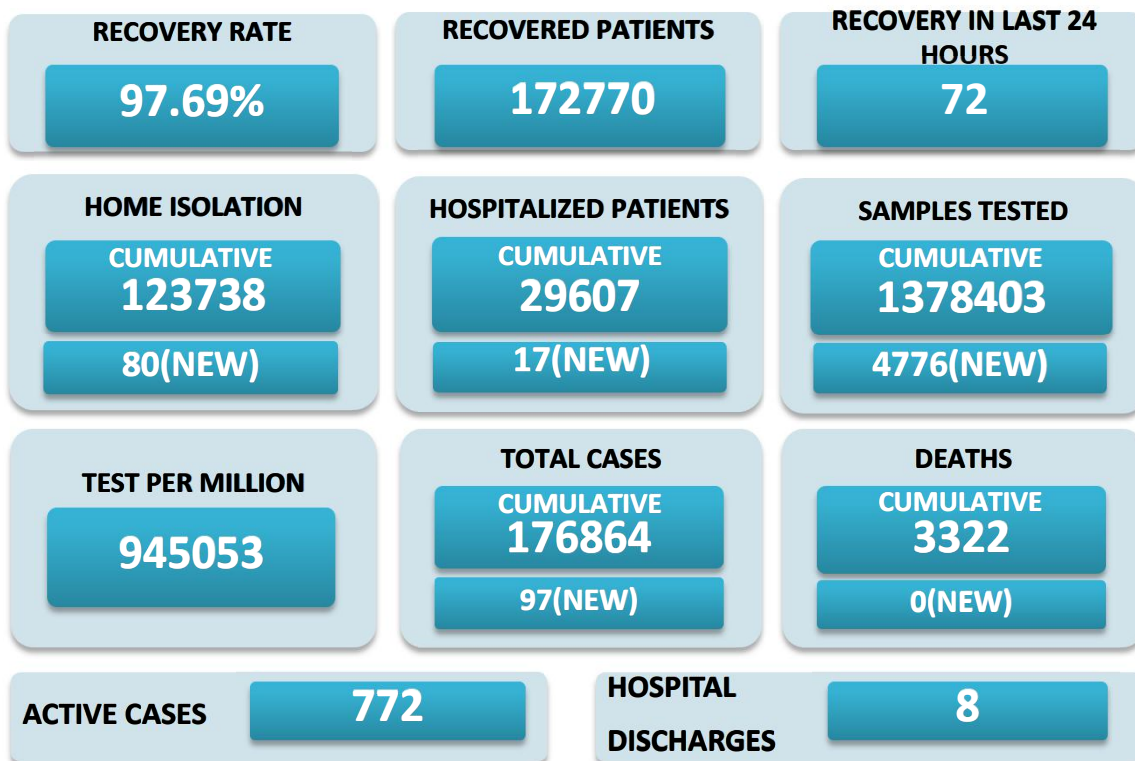 RECOVERY RATE
97.69%
RECOVERED PATIENTS
172770
RECOVERY IN LAST 24
HOURS
72
HOME ISOLATION
CUMULATIVE
123738
80(NEW)
HOSPITALIZED PATIENTS
CUMULATIVE
29607
17(NEW)
SAMPLES TESTED
CUMULATIVE
1378403
4776(NEW)
TEST PER MILLION
945053
TOTAL CASES
CUMULATIVE
176864
97(NEW)
DEATHS
CUMULATIVE
3322
0(NEW)
ACTIVE CASES
772
HOSPITAL
DISCHARGES
8